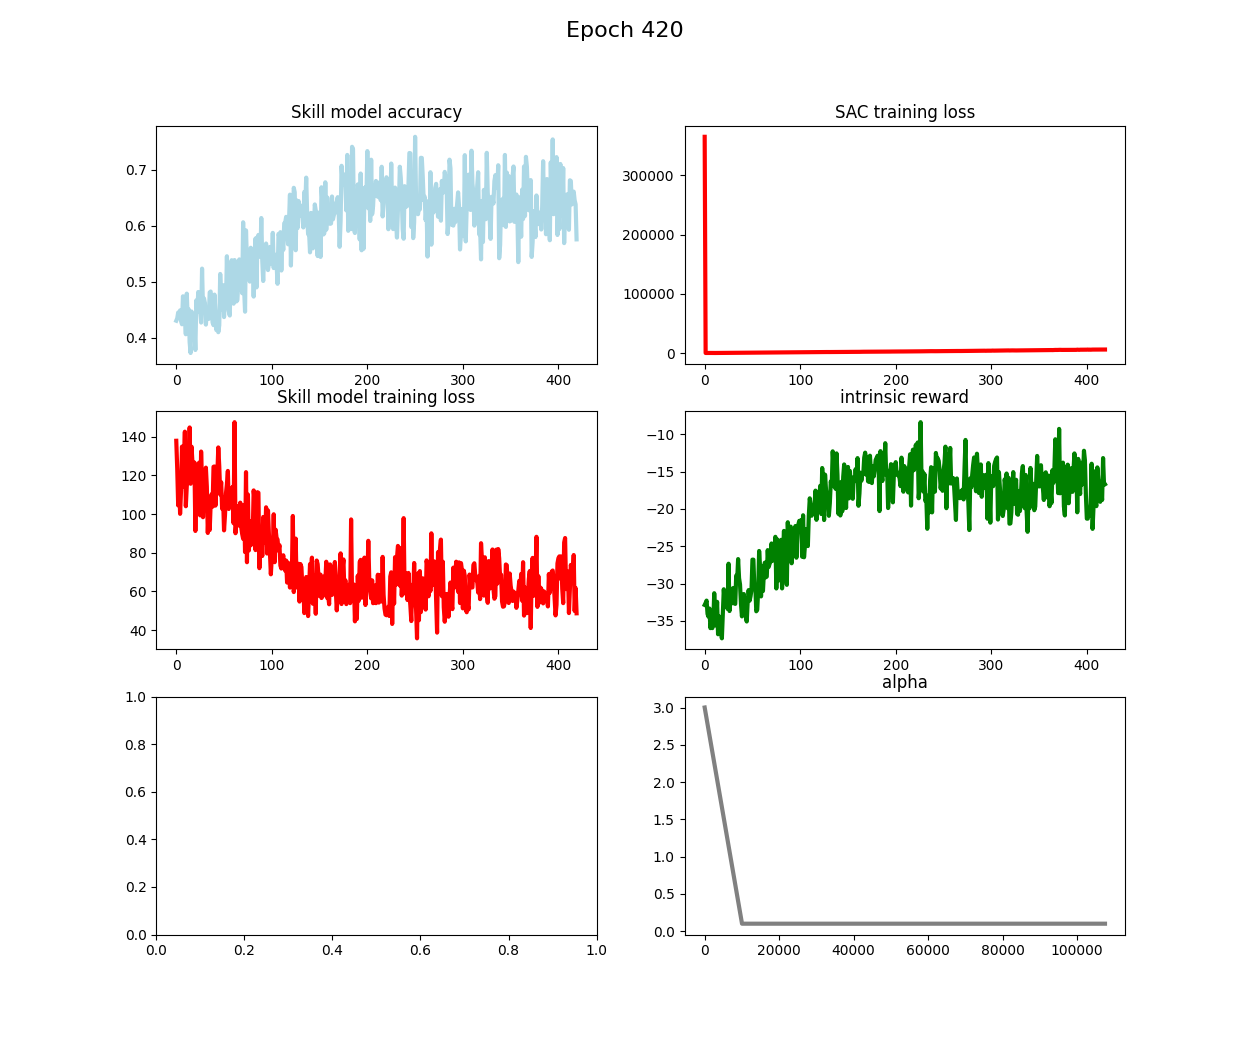 Epoch 420
Skill model accuracy
0.7
0.6
0.5
0.4
0 100 200 300 400
SAC training loss
300000
200000
100000
0
0 100 200 300 400
Skill model training loss
140
120
100
80
60
40
0 100 200 300 400
intrinsic reward
−10
−15
−20
−25
−30
−35
0 100 200 300 400
1.0
0.8
0.6
0.4
0.2
0.0
0.0 0.2 0.4 0.6 0.8 1.0
alpha
3.0
2.5
2.0
1.5
1.0
0.5
0.0
0 20000 40000 60000 80000 100000